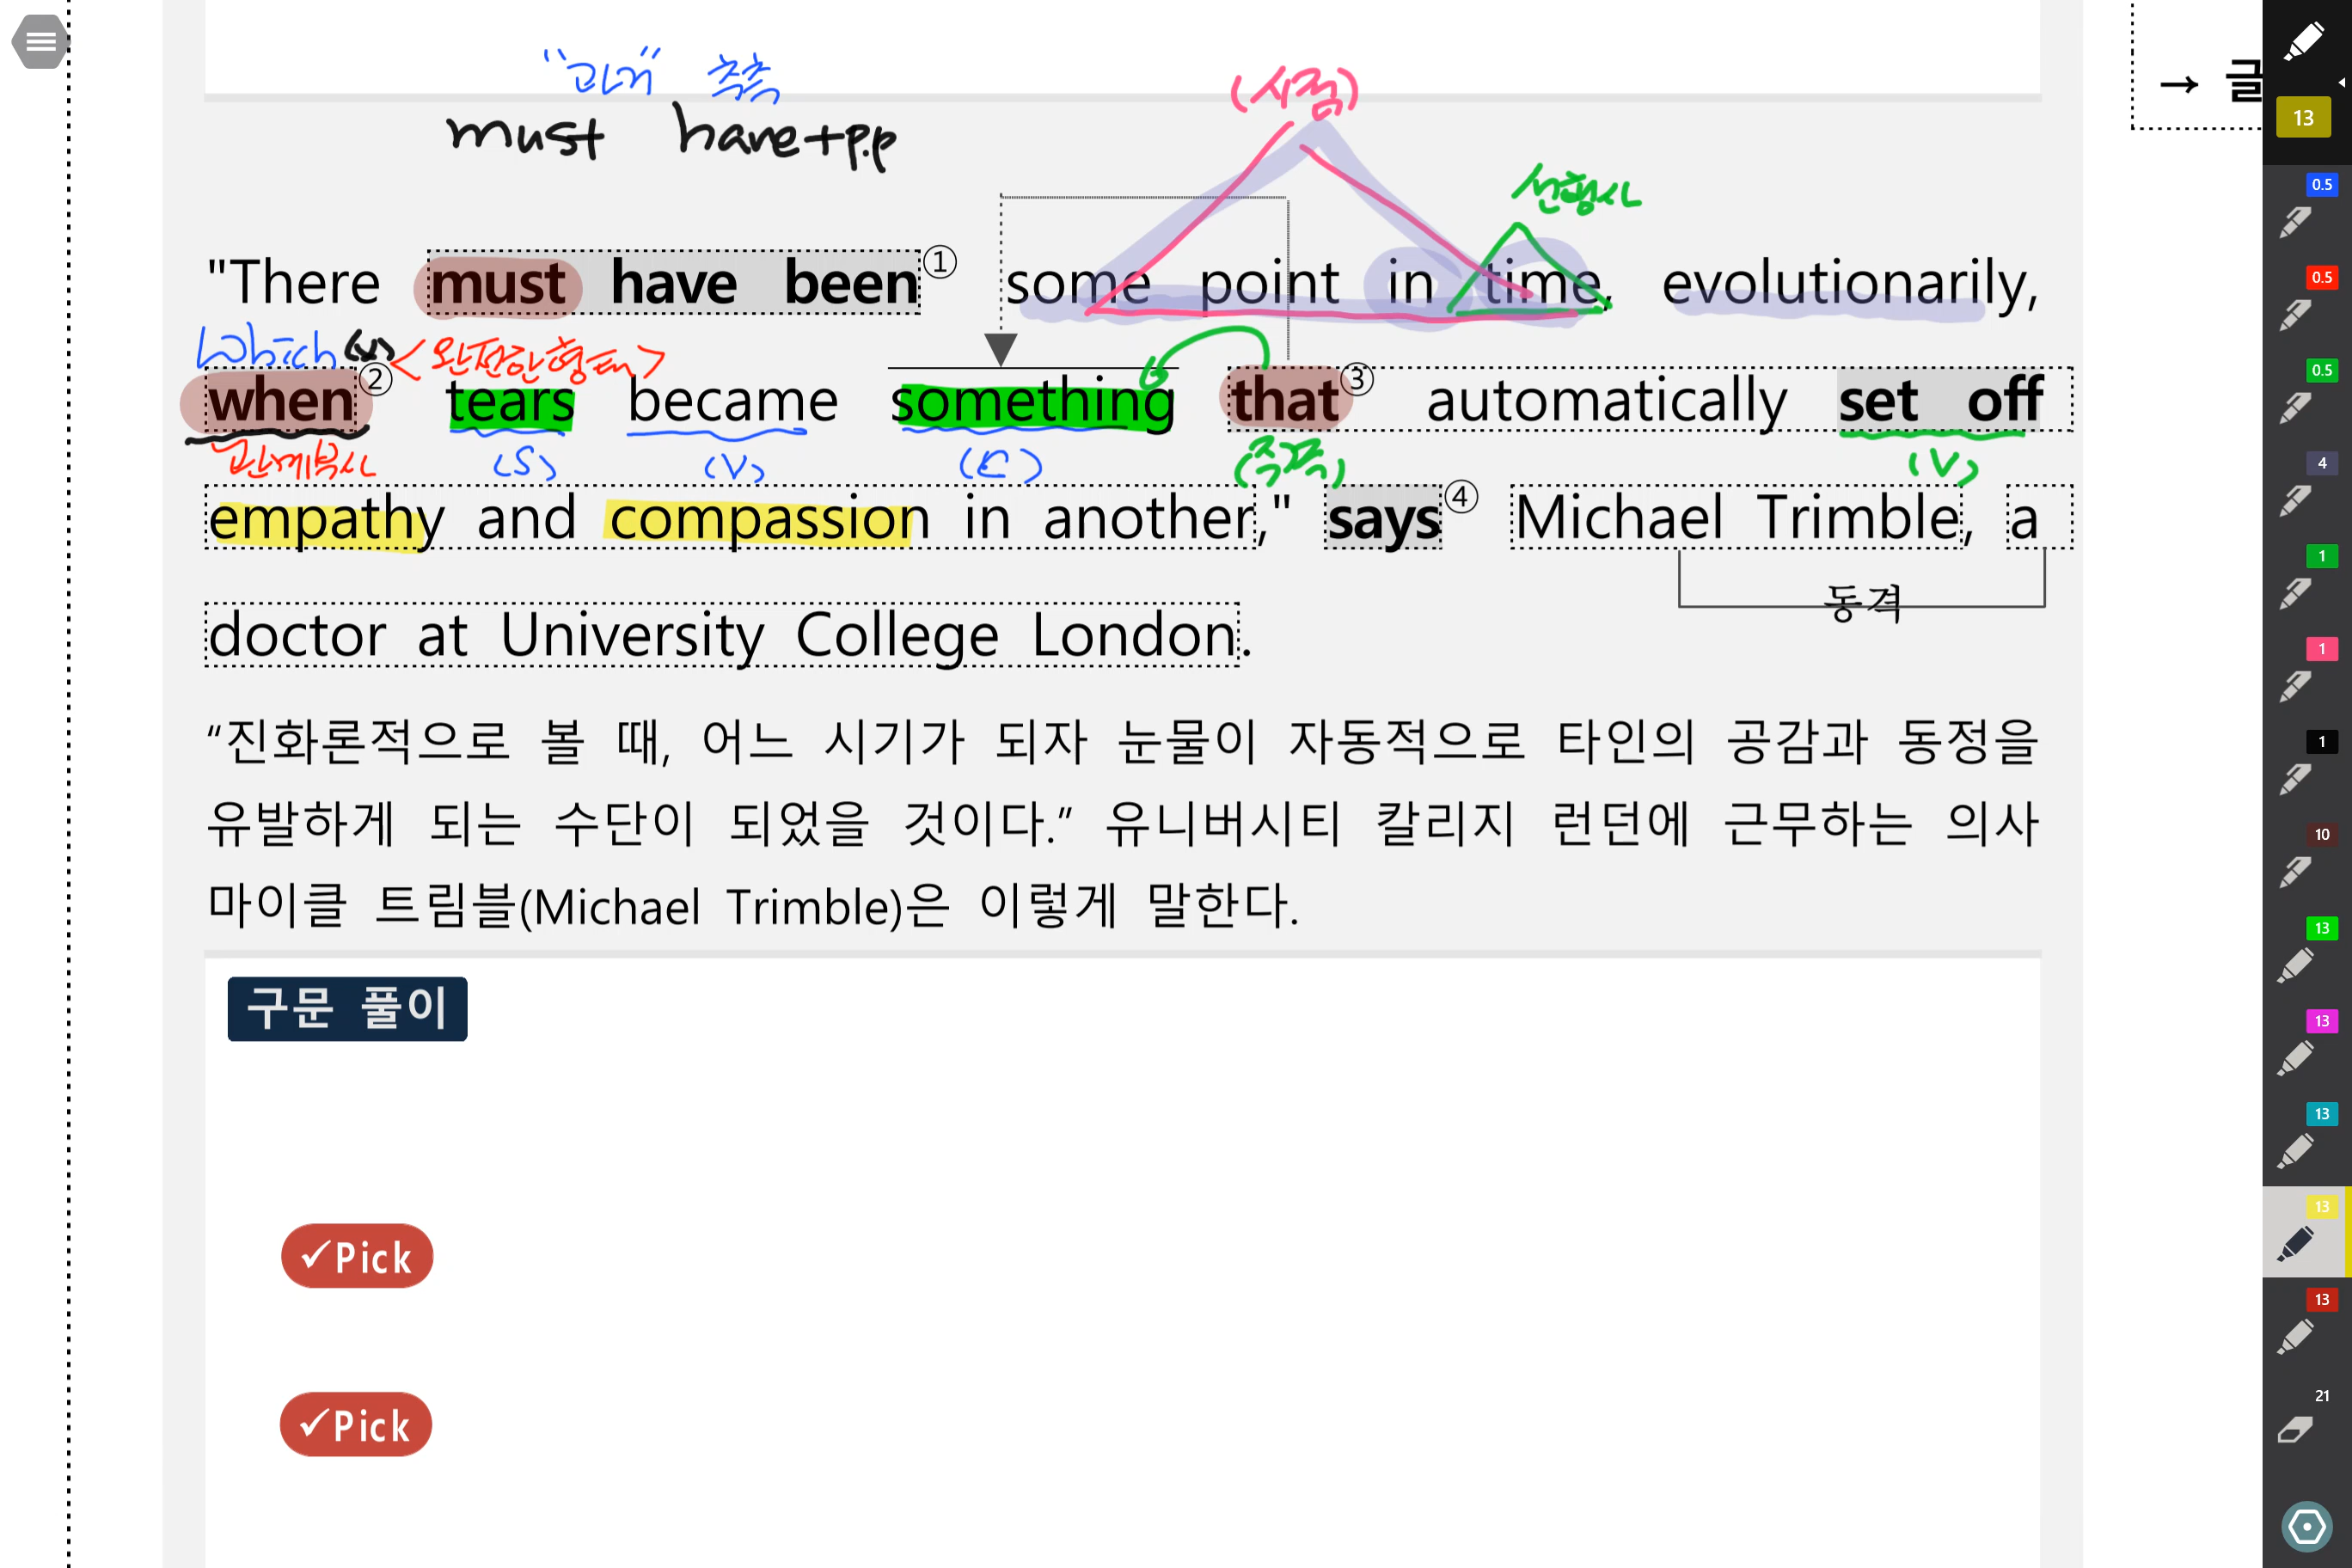 "과거" 추측
must have+p.p
(시점)
선행사
→ 글
"There must have been① some point in time, evolutionarily,
which (x) <완전한 형태>
when② tears became something that③ automatically set off
관계부사 (S) (V) (C) (주격) (V)
empathy and compassion in another," says④ Michael Trimble, a
동격
doctor at University College London.
“진화론적으로 볼 때, 어느 시기가 되자 눈물이 자동적으로 타인의 공감과 동정을
유발하게 되는 수단이 되었을 것이다.” 유니버시티 칼리지 런던에 근무하는 의사
마이클 트림블(Michael Trimble)은 이렇게 말한다.
구문 풀이
✓Pick
✓Pick
13
0.5
0.5
0.5
4
1
1
1
10
13
13
13
13
13
21